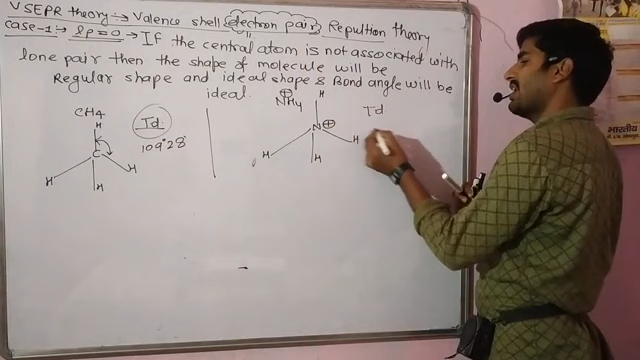 VSEPR theory :→ Valence shell electron pair Repultion theory
case-1 :→ lp=0 :→ If the central atom is not associated with
lone pair then the shape of molecule will be
Regular shape and ideal shape & Bond angle will be
ideal
CH4
Td
109°28'
H
C
H
H
H
⊕
NH4
Td
H
N⊕
H
H
H
भारतीय